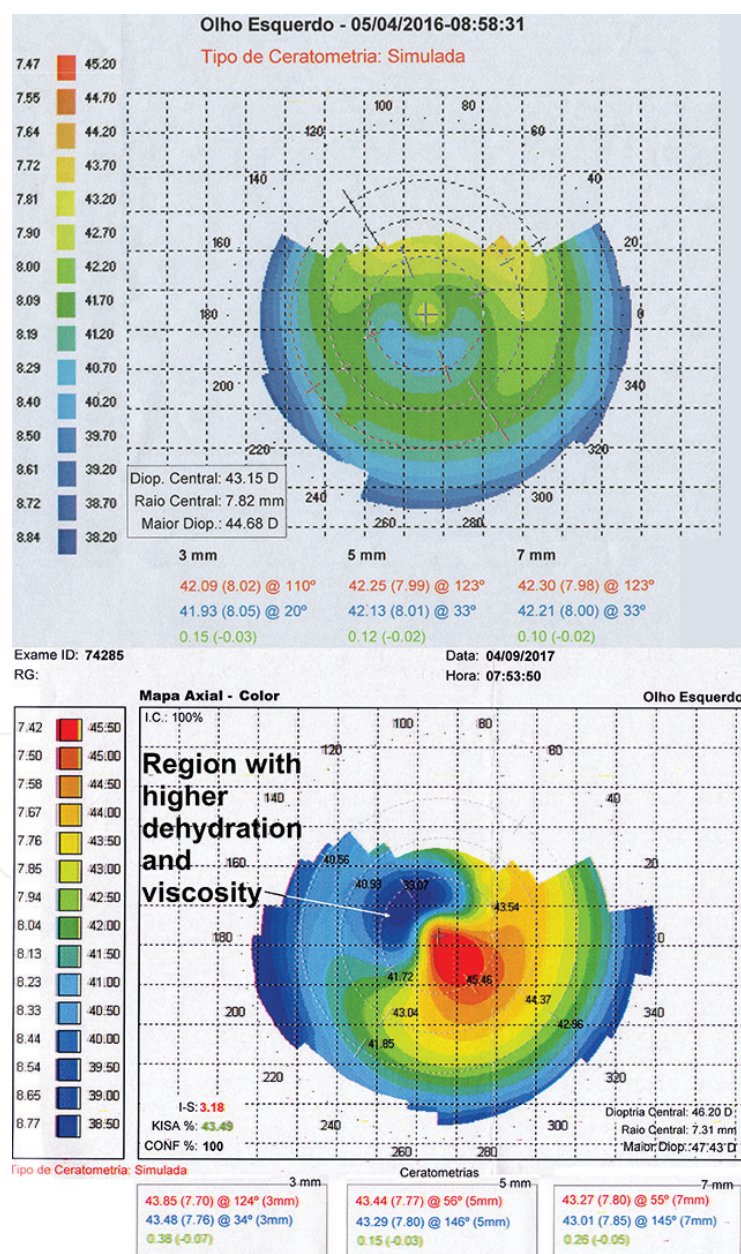 Olho Esquerdo - 05/04/2016-08:58:31
Tipo de Ceratometria: Simulada
7.47 45.20
7.55 44.70
7.64 44.20
7.72 43.70
7.81 43.20
7.90 42.70
8.00 42.20
8.09 41.70
8.19 41.20
8.29 40.70
8.40 40.20
8.50 39.70
8.61 39.20
8.72 38.70
8.84 38.20
100 80
120 60
140 40
160 20
180 0
200 340
220 320
240 300
260 280
Diop. Central: 43.15 D
Raio Central: 7.82 mm
Maior Diop.: 44.68 D
3 mm 5 mm 7 mm
42.09 (8.02) @ 110º 42.25 (7.99) @ 123º 42.30 (7.98) @ 123º
41.93 (8.05) @ 20º 42.13 (8.01) @ 33º 42.21 (8.00) @ 33º
0.15 (-0.03) 0.12 (-0.02) 0.10 (-0.02)
Exame ID: 74285 Data: 04/09/2017
RG: Hora: 07:53:50
Mapa Axial - Color Olho Esquerdo
I.C.: 100%
7.42 45.50
7.50 45.00
7.58 44.50
7.67 44.00
7.76 43.50
7.85 43.00
7.94 42.50
8.04 42.00
8.13 41.50
8.23 41.00
8.33 40.50
8.44 40.00
8.54 39.50
8.65 39.00
8.77 38.50
Region with
higher
dehydration
and
viscosity
100 80
120 60
140 40
160 20
180 0
200 340
220 320
240 300
260 280
40.56
40.93 39.07
43.54
41.72 45.46
44.37
43.04
42.96
41.85
I-S: 3.18
KISA %: 43.49
CONF %: 100
Dioptria Central: 46.20 D
Raio Central: 7.31 mm
Maior Diop.: 47.43 D
Tipo de Ceratometria: Simulada
Ceratometrias
3 mm 5 mm 7 mm
43.85 (7.70) @ 124º (3mm) 43.44 (7.77) @ 56º (5mm) 43.27 (7.80) @ 55º (7mm)
43.48 (7.76) @ 34º (3mm) 43.29 (7.80) @ 146º (5mm) 43.01 (7.85) @ 145º (7mm)
0.38 (-0.07) 0.15 (-0.03) 0.26 (-0.05)